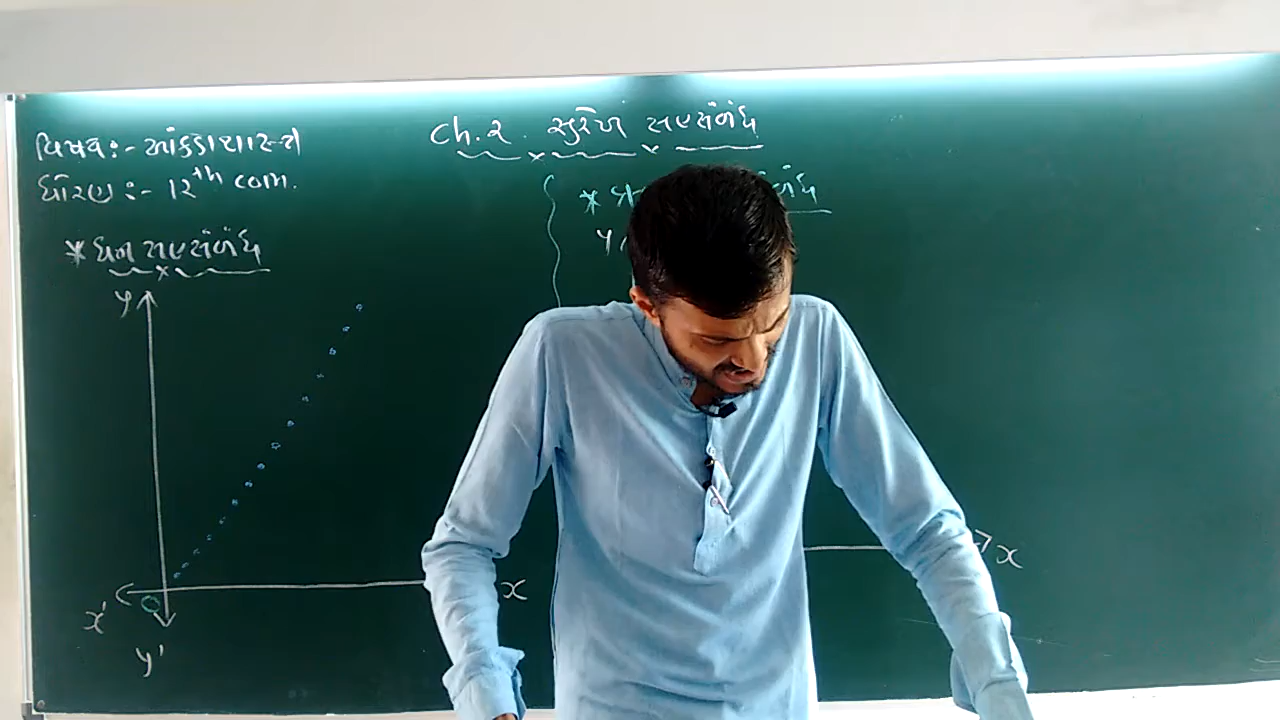 Ch.2. સુરેખ સહસંબંધ
વિષય:- આંકડાશાસ્ત્ર
ધોરણ:- 12th com.
* ધન સહસંબંધ
y
x
x'
O
y'
*
y
x